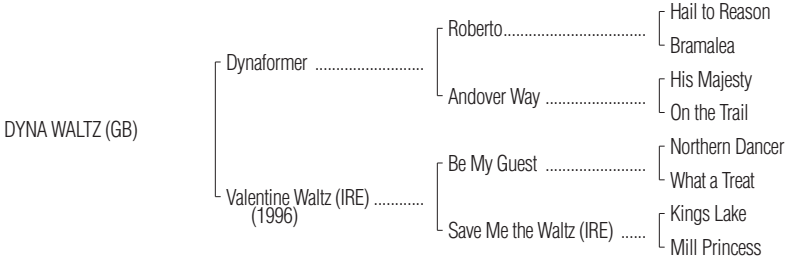 Hail to Reason
Roberto..................................
Bramalea
Dynaformer ..........................
His Majesty
Andover Way ........................
On the Trail
DYNA WALTZ (GB)
Northern Dancer
Be My Guest ........................
What a Treat
Valentine Waltz (IRE) ............
(1996)
Kings Lake
Save Me the Waltz (IRE) ......
Mill Princess